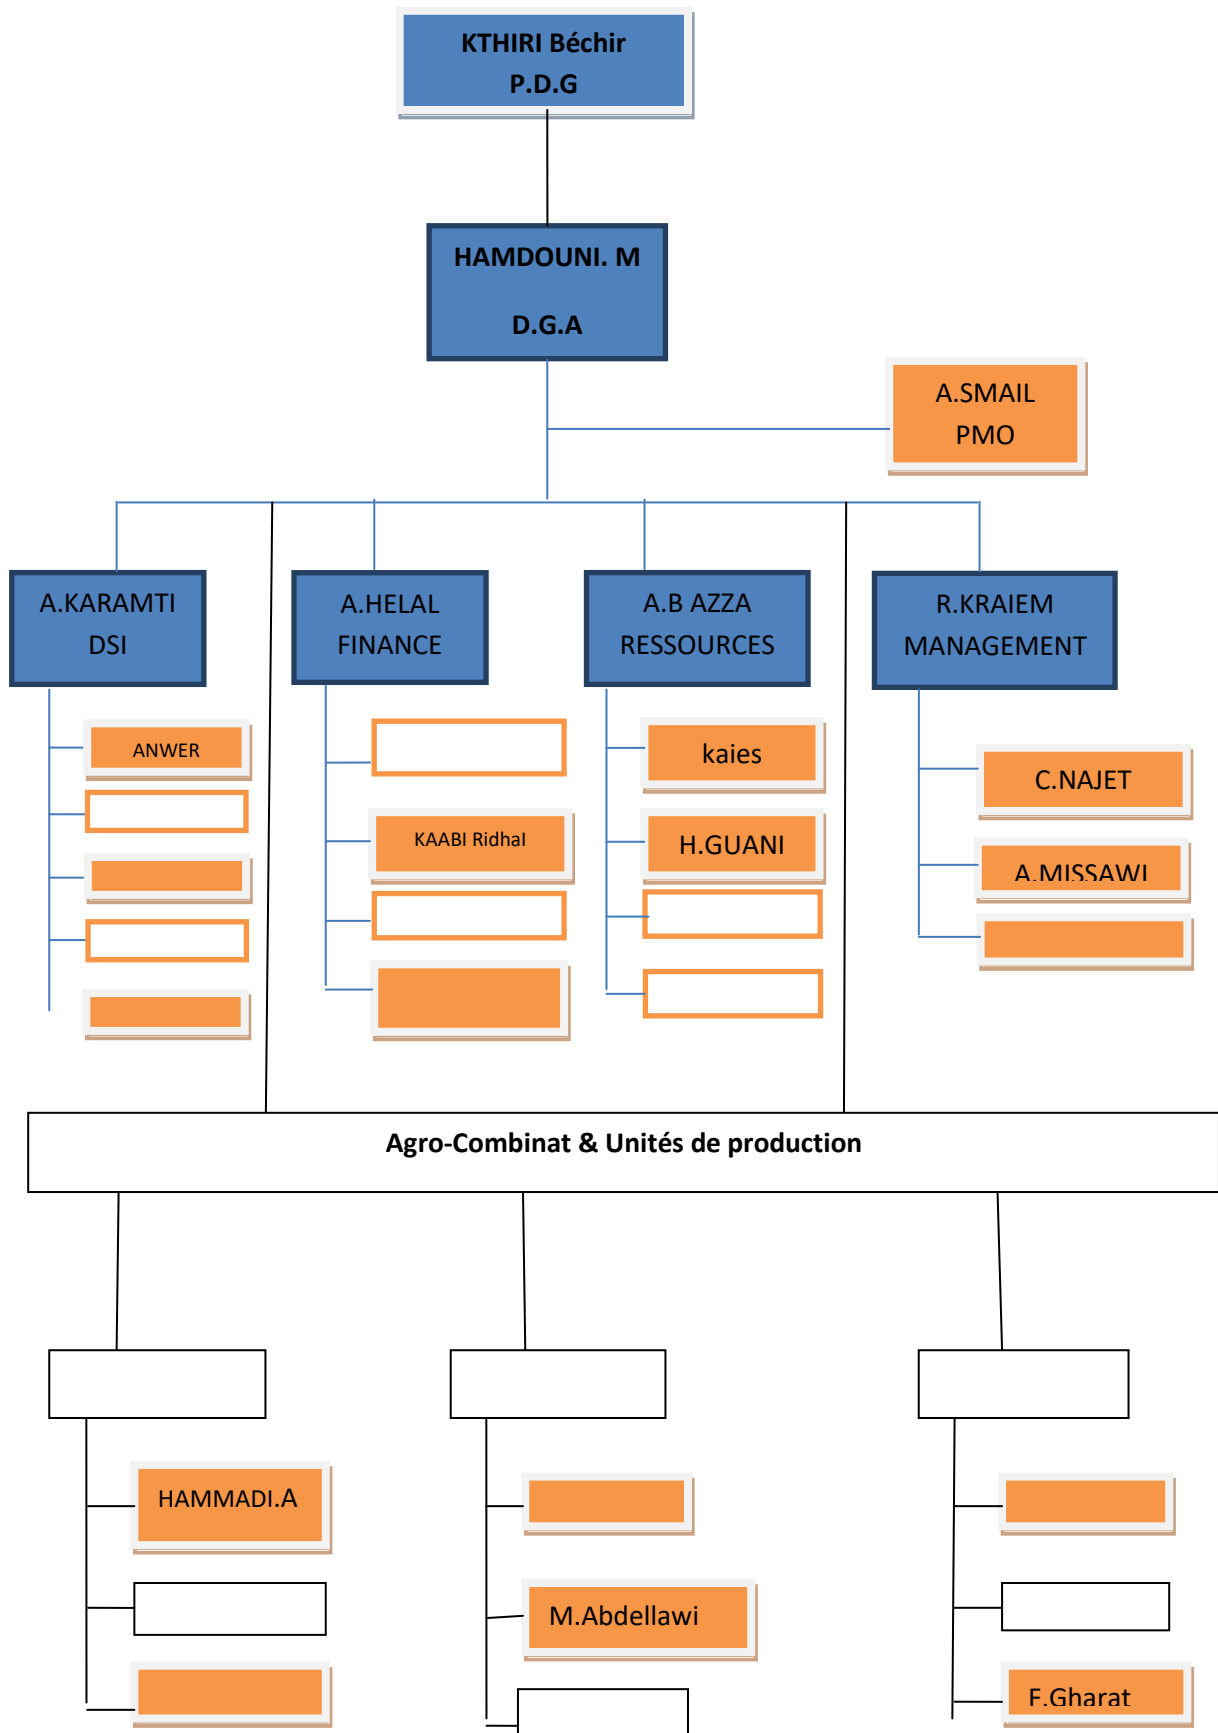 KTHIRI Béchir
P.D.G
HAMDOUNI. M
D.G.A
A.SMAIL
PMO
A.KARAMTI
DSI
A.HELAL
FINANCE
A.B AZZA
RESSOURCES
R.KRAIEM
MANAGEMENT
ANWER
KAABI Ridhal
kaies
H.GUANI
C.NAJET
A.MISSAWI
Agro-Combinat & Unités de production
HAMMADI.A
M.Abdellawi
F.Gharat